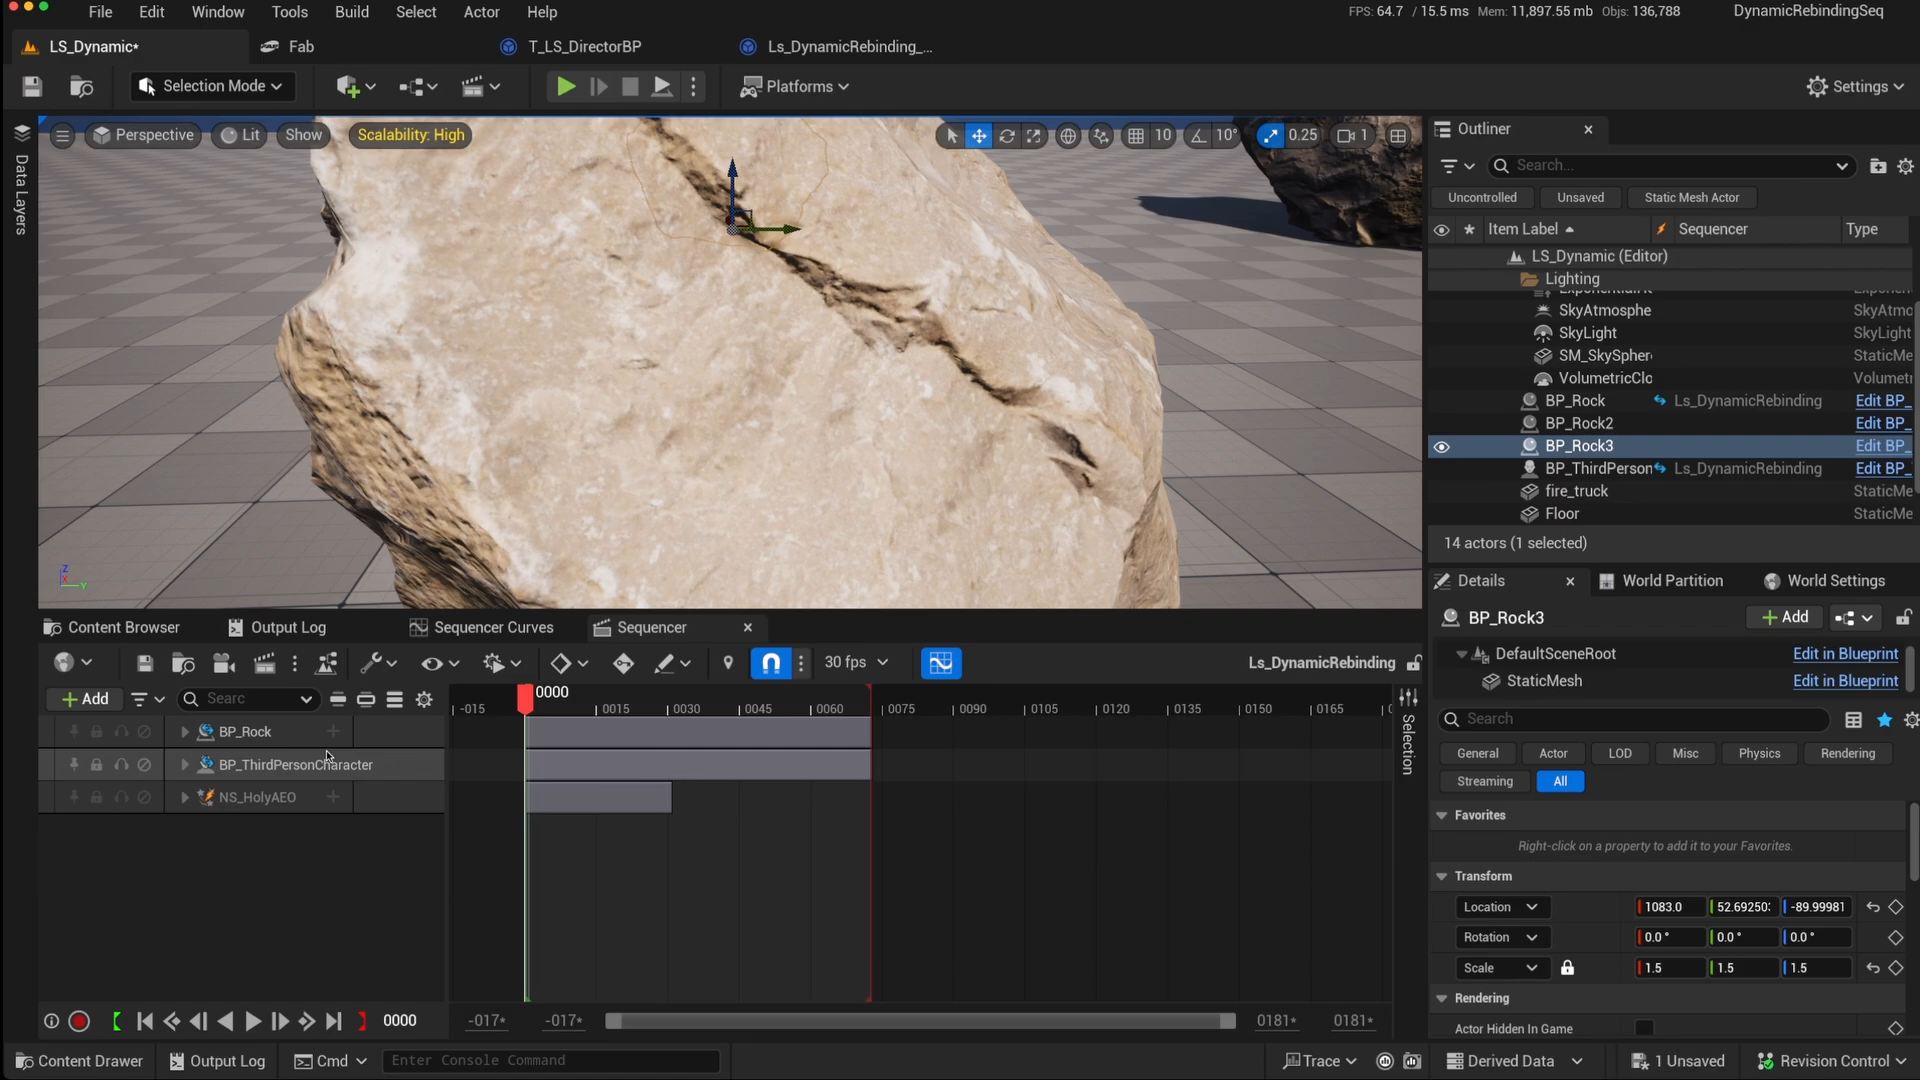 File Edit Window Tools Build Select Actor Help
FPS: 64.7 / 15.5 ms Mem: 11,897.55 mb Objs: 136,788 DynamicRebindingSeq
LS_Dynamic* Fab T_LS_DirectorBP Ls_DynamicRebinding_...
Selection Mode Platforms Settings
Data Layers
Perspective Lit Show Scalability: High 10 10° 0.25 1
Z
X
Y
Outliner
Search...
Uncontrolled Unsaved Static Mesh Actor
Item Label Sequencer Type
LS_Dynamic (Editor)
Lighting
SkyAtmosphe SkyAtmo
SkyLight SkyLight
SM_SkySpher StaticMe
VolumetricClo Volumet
BP_Rock Ls_DynamicRebinding Edit BP_
BP_Rock2 Edit BP_
BP_Rock3 Edit BP_
BP_ThirdPerson Ls_DynamicRebinding Edit BP_
fire_truck StaticMe
Floor StaticMe
14 actors (1 selected)
Details World Partition World Settings
BP_Rock3 Add
DefaultSceneRoot Edit in Blueprint
StaticMesh Edit in Blueprint
Search
General Actor LOD Misc Physics Rendering
Streaming All
Favorites
Right-click on a property to add it to your Favorites.
Transform
Location 1083.0 52.69250 -89.99981
Rotation 0.0 ° 0.0 ° 0.0 °
Scale 1.5 1.5 1.5
Rendering
Actor Hidden In Game
Content Browser Output Log Sequencer Curves Sequencer
30 fps Ls_DynamicRebinding
Add Searc
0000
-015 0015 0030 0045 0060 0075 0090 0105 0120 0135 0150 0165
BP_Rock
BP_ThirdPersonCharacter
NS_HolyAEO
Selection
0000 -017* -017* 0181* 0181*
Content Drawer Output Log Cmd Enter Console Command Trace Derived Data 1 Unsaved Revision Control